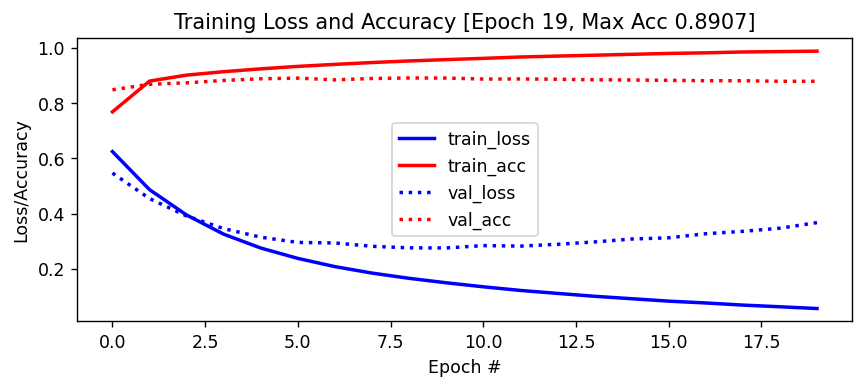 Training Loss and Accuracy [Epoch 19, Max Acc 0.8907]
Loss/Accuracy
1.0
0.8
0.6
0.4
0.2
train_loss
train_acc
val_loss
val_acc
0.0 2.5 5.0 7.5 10.0 12.5 15.0 17.5
Epoch #